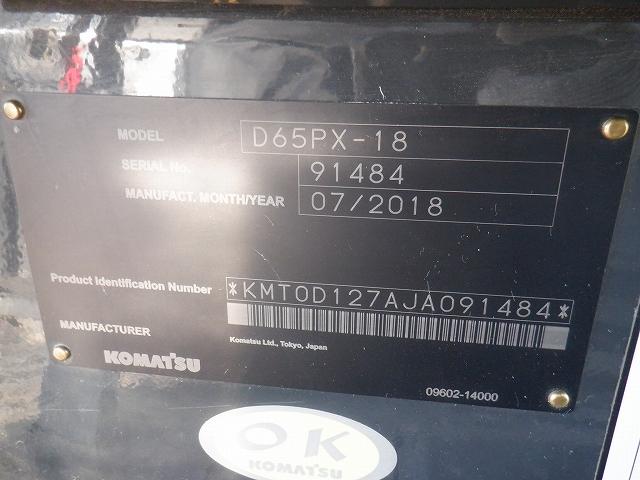 MODEL D65PX-18
SERIAL No. 91484
MANUFACT. MONTH/YEAR 07/2018
Product Identification Number *KMT0D127AJA091484*
MANUFACTURER
KOMATSU
Komatsu Ltd., Tokyo, Japan
09602-14000
OK
KOMATSU